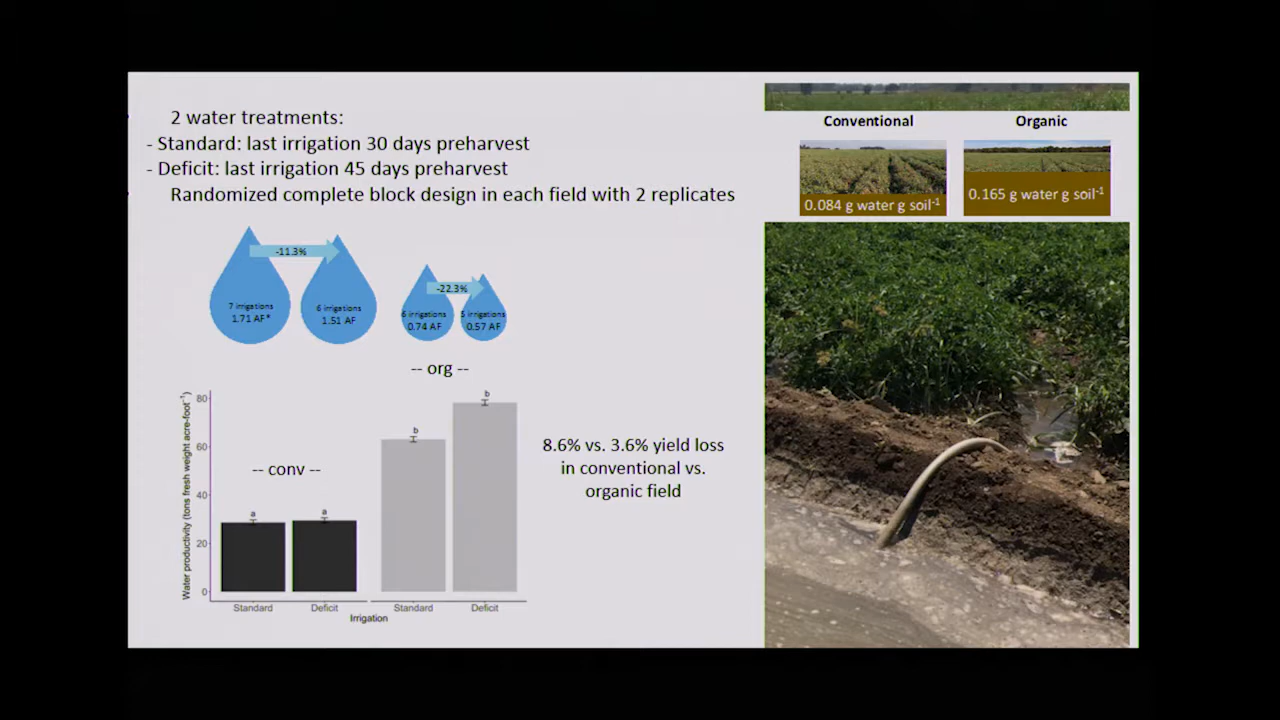 2 water treatments:
- Standard: last irrigation 30 days preharvest
- Deficit: last irrigation 45 days preharvest
Randomized complete block design in each field with 2 replicates
Conventional
Organic
0.084 g water g soil-1
0.165 g water g soil-1
-11.3%
7 irrigations
1.71 AF*
6 irrigations
1.51 AF
-22.3%
6 irrigations
0.74 AF
5 irrigations
0.57 AF
-- org --
-- conv --
Water productivity (tons fresh weight acre-foot-1)
80
60
40
20
0
a
a
b
b
Standard
Deficit
Standard
Deficit
Irrigation
8.6% vs. 3.6% yield loss
in conventional vs.
organic field